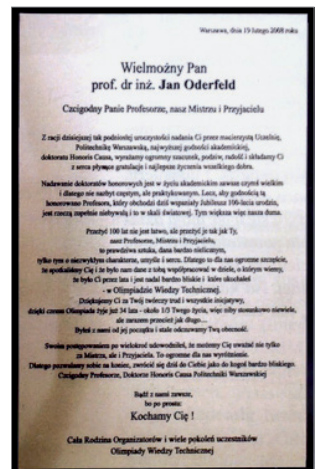 Warszawa, dnia 19 lutego 2008 roku
Wielmożny Pan
prof. dr inż. Jan Oderfeld
Czcigodny Panie Profesorze, nasz Mistrzu i Przyjacielu
Z racji dzisiejszej tak podniosłej uroczystości nadania Ci przez macierzystą Uczelnię,
Politechnikę Warszawską, najwyższej godności akademickiej,
doktoratu Honoris Causa, wyrażamy ogromny szacunek, podziw, radość i składamy Ci
z serca płynące gratulacje i najlepsze życzenia wszelkiego dobra.
Nadawanie doktoratów honorowych jest w życiu akademickim zawsze czymś wielkim
i dlatego nie nazbyt częstym, ale praktykowanym. Lecz, aby godnością tą
honorowano Profesora, który obchodzi dziś wspaniały Jubileusz 100-lecia urodzin,
jest rzeczą zupełnie niebywałą i to w skali światowej. Tym większa więc nasza duma.
Przeżyć 100 lat nie jest łatwo, ale przeżyć je tak jak Ty,
nasz Profesorze, Mistrzu i Przyjacielu,
to prawdziwa sztuka, dana bardzo nielicznym,
tylko tym o niezwykłym charakterze, umyśle i sercu. Dlatego to dla nas ogromne szczęście,
że spotkaliśmy Cię i że było nam dane z tobą współpracować w dziele, o którym wiemy,
że było Ci przez lata i jest nadal bardzo bliskie i które ukochałeś
- w Olimpiadzie Wiedzy Technicznej.
Dziękujemy Ci za Twój twórczy trud i wszystkie inicjatywy,
dzięki czemu Olimpiada żyje już 34 lata - około 1/3 Twego życia, więc niby stosunkowo niewiele,
ale zarazem przecież jak długo...
Byłeś z nami od jej początku i stale odczuwamy Twą obecność.
Swoim postępowaniem po wielokroć udowodniłeś, że możemy Cię uważać nie tylko
za Mistrza, ale i Przyjaciela. To ogromne dla nas wyróżnienie.
Dlatego pozwalamy sobie na koniec, zwrócić się dziś do Ciebie jako do kogoś bardzo bliskiego.
Czcigodny Profesorze, Doktorze Honoris Causa Politechniki Warszawskiej
Bądź z nami zawsze,
bo po prostu:
Kochamy Cię !
Cała Rodzina Organizatorów i wiele pokoleń uczestników
Olimpiady Wiedzy Technicznej